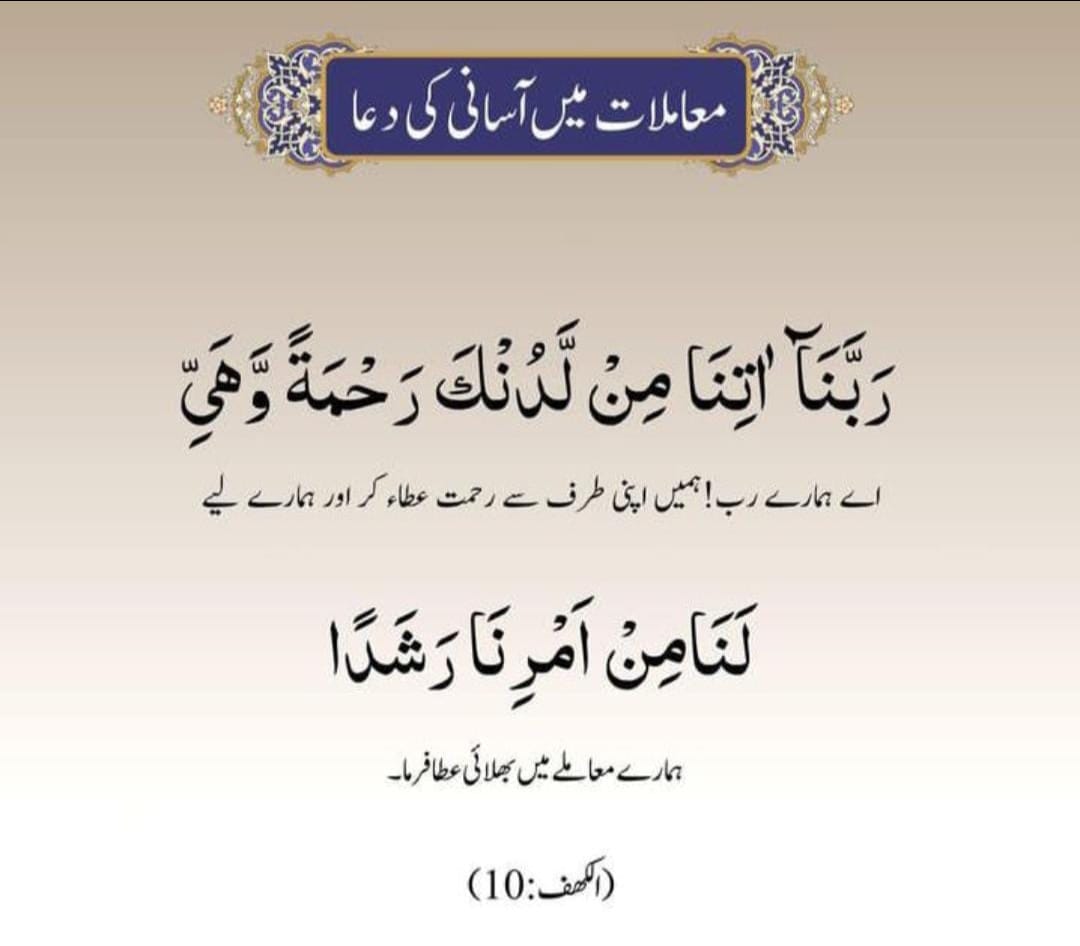 معاملات میں آسانی کی دعا
رَبَّنَآ اٰتِنَا مِنْ لَّدُنْكَ رَحْمَةً وَّهَيِّئْ
اے ہمارے رب! ہمیں اپنی طرف سے رحمت عطاء کر اور ہمارے لیے
لَنَا مِنْ اَمْرِنَا رَشَدًا
ہمارے معاملے میں بھلائی عطا فرما۔
(الکھف:10)